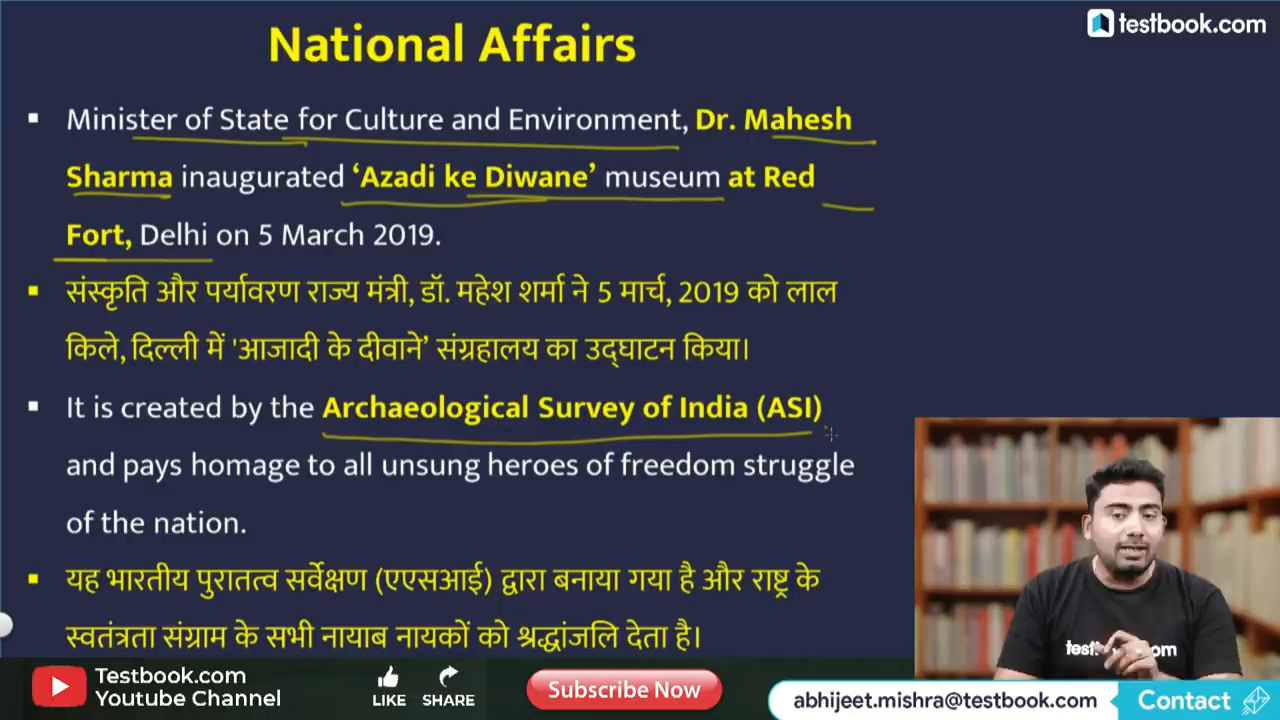 National Affairs
testbook.com
Minister of State for Culture and Environment, Dr. Mahesh
Sharma inaugurated ‘Azadi ke Diwane’ museum at Red
Fort, Delhi on 5 March 2019.
संस्कृति और पर्यावरण राज्य मंत्री, डॉ. महेश शर्मा ने 5 मार्च, 2019 को लाल
किले, दिल्ली में 'आजादी के दीवाने’ संग्रहालय का उद्घाटन किया।
It is created by the Archaeological Survey of India (ASI)
and pays homage to all unsung heroes of freedom struggle
of the nation.
यह भारतीय पुरातत्व सर्वेक्षण (एएसआई) द्वारा बनाया गया है और राष्ट्र के
स्वतंत्रता संग्राम के सभी नायाब नायकों को श्रद्धांजलि देता है।
Testbook.com
Youtube Channel
LIKE
SHARE
Subscribe Now
abhijeet.mishra@testbook.com
Contact